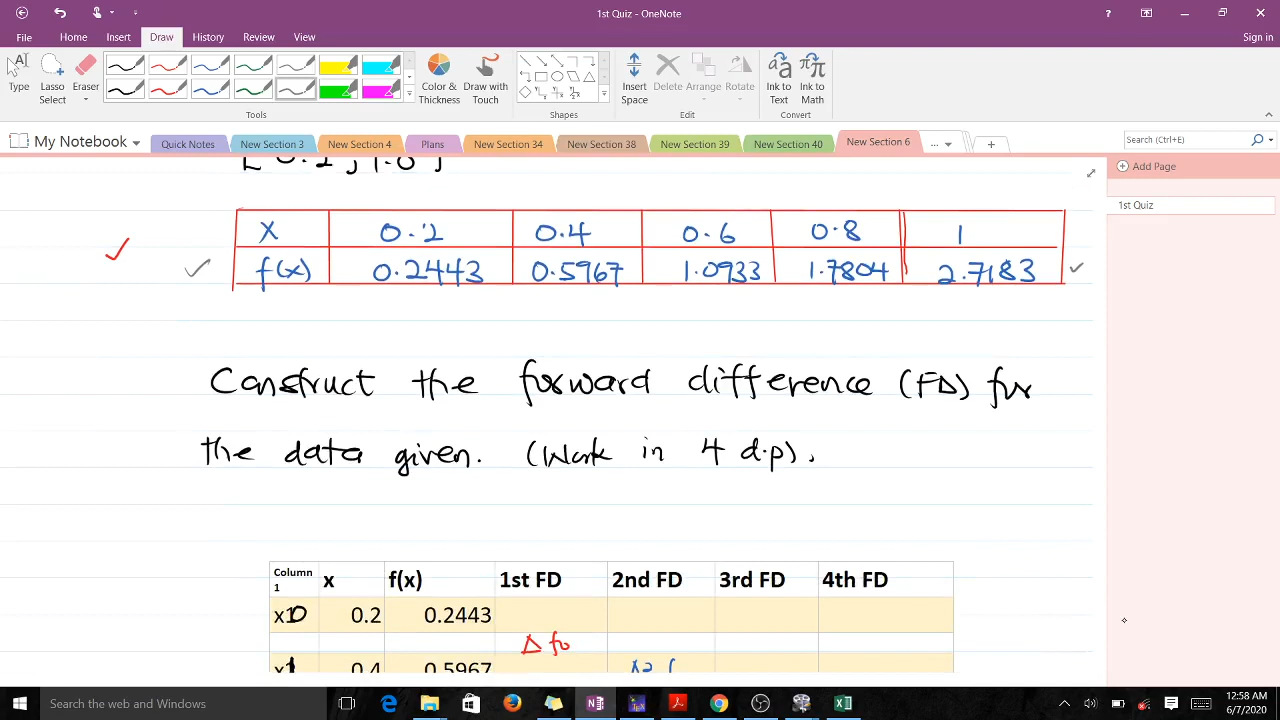 1st Quiz - OneNote
Sign in
File Home Insert Draw History Review View
Type Lasso Select Eraser Color & Thickness Draw with Touch Insert Space Delete Arrange Rotate Ink to Text Ink to Math
Tools Shapes Edit Convert
My Notebook Quick Notes New Section 3 New Section 4 Plans New Section 34 New Section 38 New Section 39 New Section 40 New Section 6 ... + Search (Ctrl+E)
Add Page
1st Quiz
x 0.2 0.4 0.6 0.8 1
f(x) 0.2443 0.5967 1.0933 1.7804 2.7183
Construct the forward difference (FD) for
the data given. (Work in 4 d.p).
Column 1 x f(x) 1st FD 2nd FD 3rd FD 4th FD
x0 0.2 0.2443
Δ fo
x1 0.4 0.5967
Search the Web and Windows
12:58 AM
6/7/2020